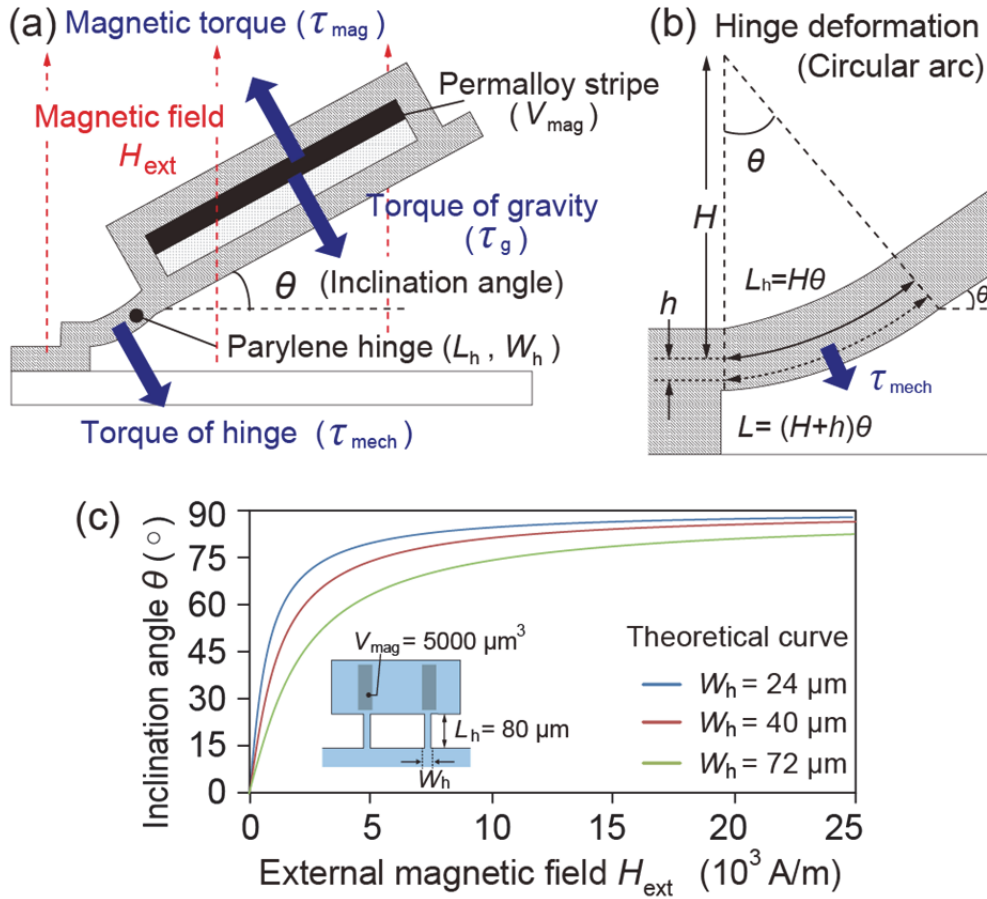 (a) Magnetic torque (τmag)
Magnetic field
Hext
Permalloy stripe
(Vmag)
Torque of gravity
(τg)
θ (Inclination angle)
Parylene hinge (Lh , Wh)
Torque of hinge (τmech)
(b) Hinge deformation
(Circular arc)
θ
H
Lh=Hθ
h
θ
τmech
L= (H+h)θ
(c)
Inclination angle θ (°)
90
75
60
45
30
15
0
Vmag= 5000 μm³
Lh= 80 μm
Wh
Theoretical curve
Wh = 24 μm
Wh = 40 μm
Wh = 72 μm
0 5 10 15 20 25
External magnetic field Hext (10³ A/m)